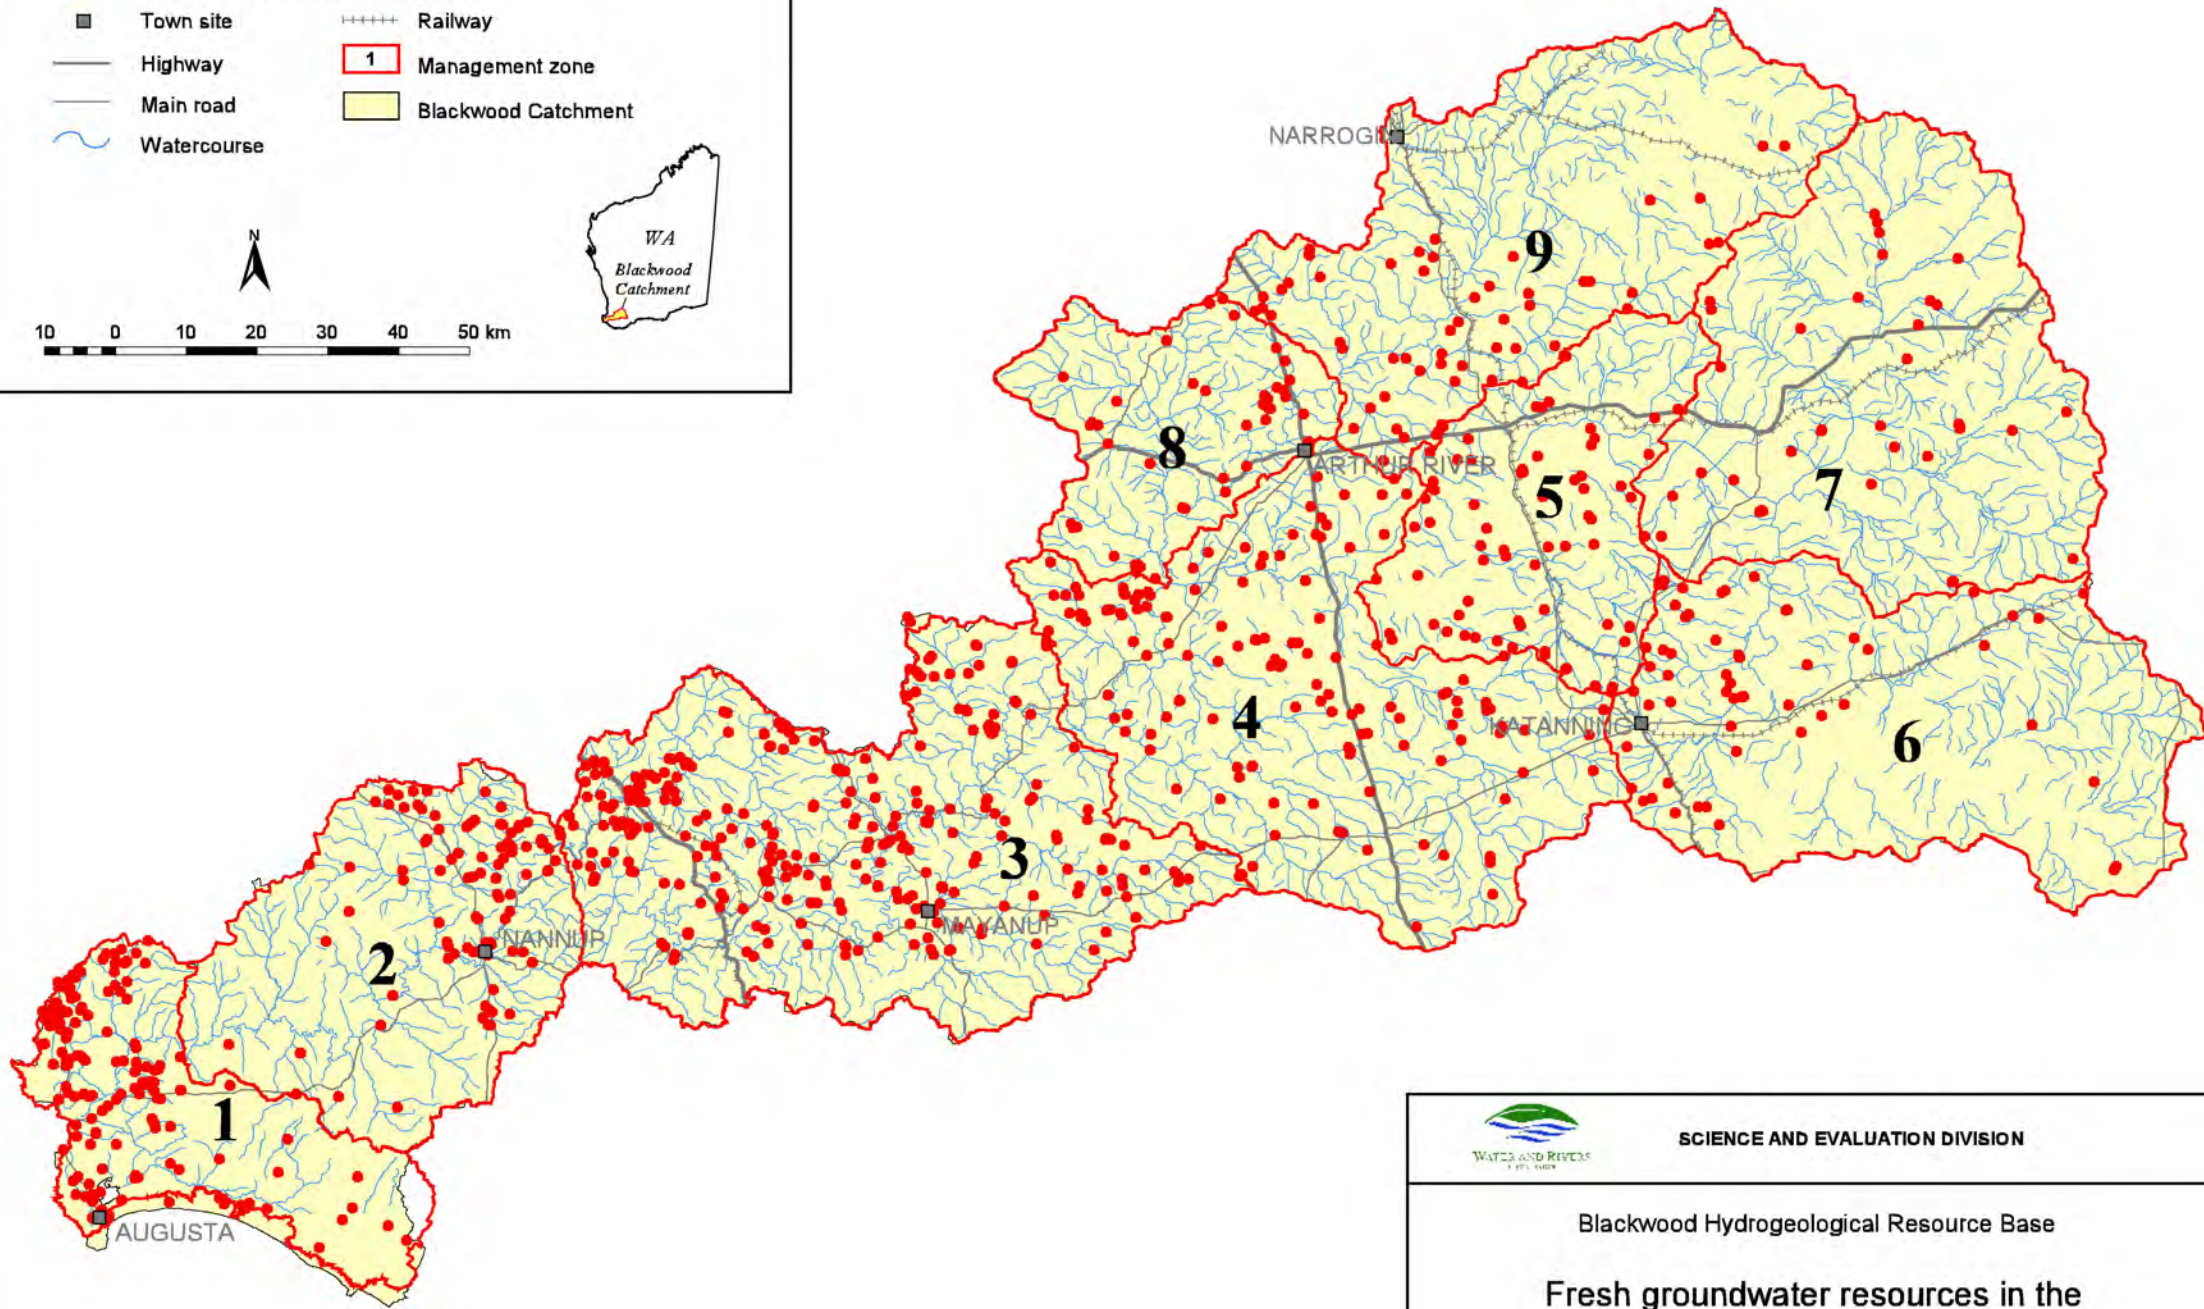 Town site
Railway
Highway
1
Management zone
Main road
Blackwood Catchment
Watercourse
N
WA
Blackwood
Catchment
10 0 10 20 30 40 50 km
NARROGIN
9
8
ARTHUR RIVER
5
7
4
KATANNING
6
3
MAYANUP
2
NANNUP
1
AUGUSTA
WATER AND RIVERS
SCIENCE AND EVALUATION DIVISION
Blackwood Hydrogeological Resource Base
Fresh groundwater resources in the